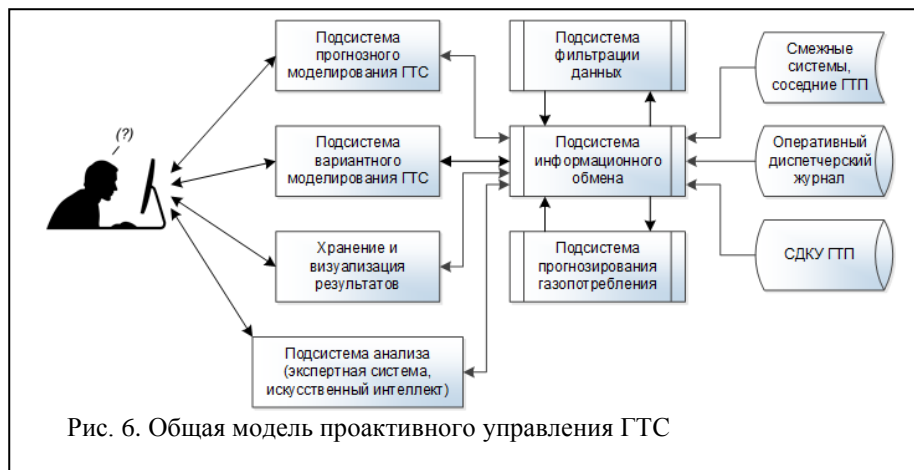 Подсистема
прогнозного
моделирования ГТС
Подсистема
фильтрации
данных
Смежные
системы,
соседние ГТП
(?)
Подсистема
вариантного
моделирования ГТС
Подсистема
информационного
обмена
Оперативный
диспетчерский
журнал
Хранение и
визуализация
результатов
Подсистема
прогнозирования
газопотребления
СДКУ ГТП
Подсистема анализа
(экспертная система,
искусственный интеллект)
Рис. 6. Общая модель проактивного управления ГТС